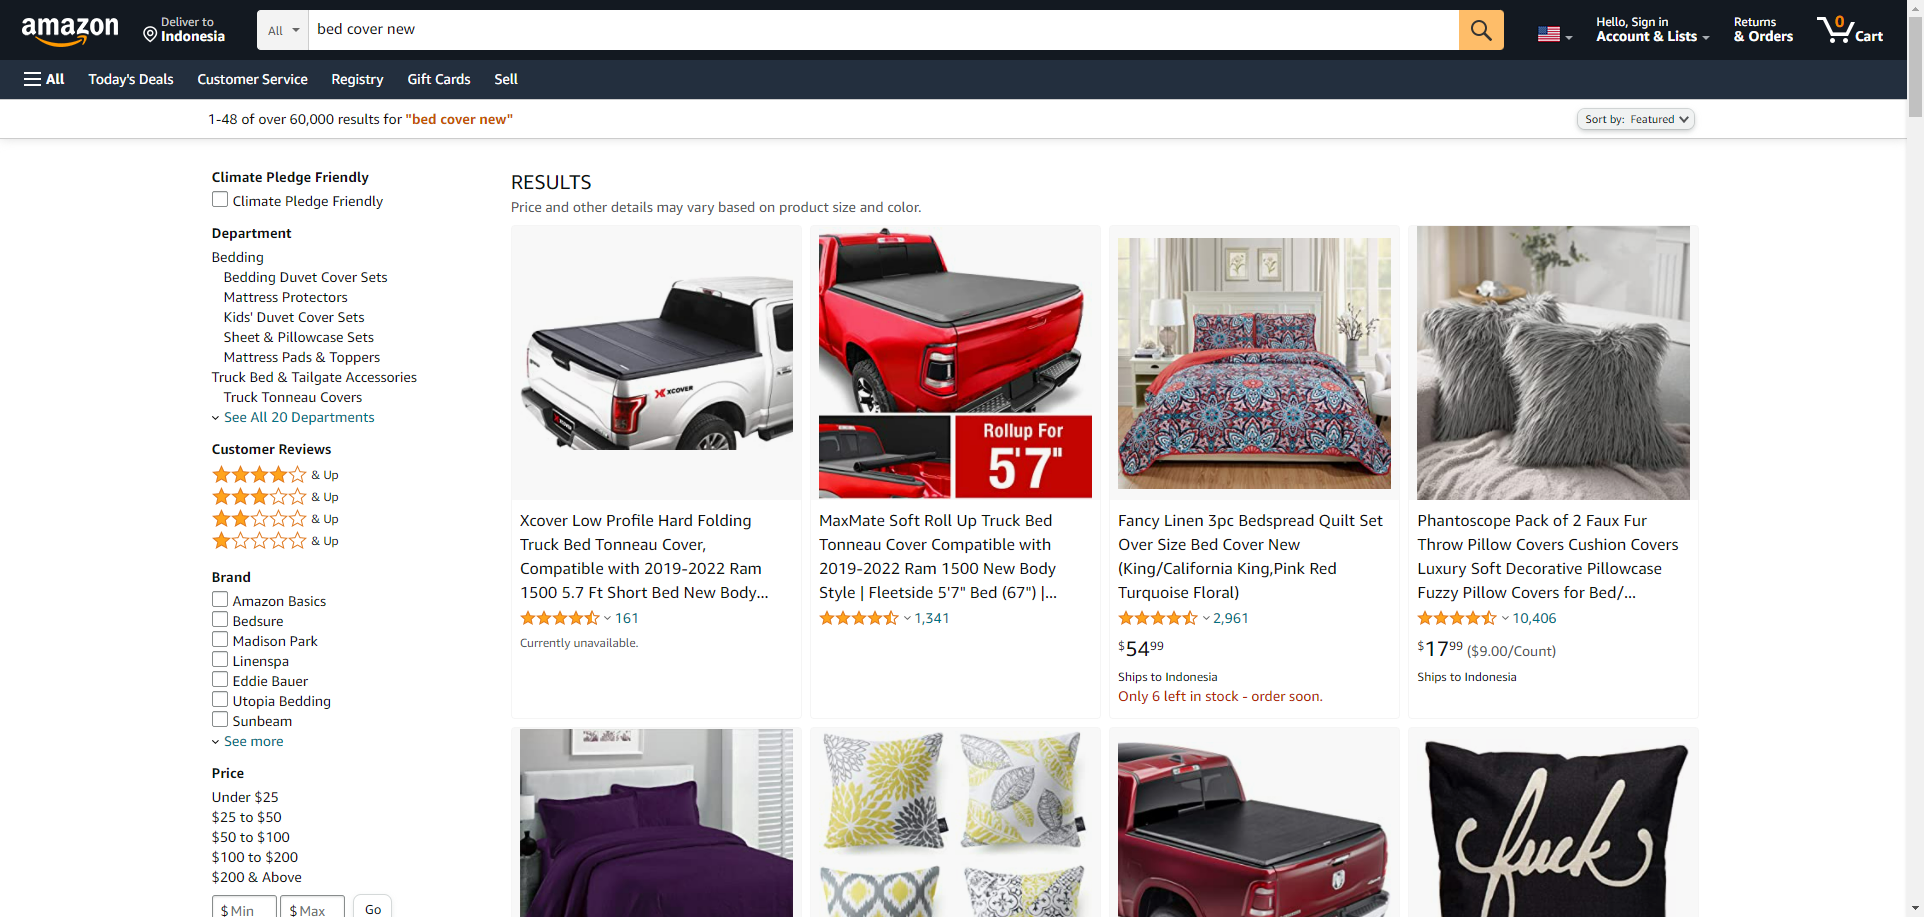 amazon
Deliver to
Indonesia
All
bed cover new
Hello, Sign in
Account & Lists
Returns
& Orders
0
Cart
All
Today's Deals
Customer Service
Registry
Gift Cards
Sell
1-48 of over 60,000 results for "bed cover new"
Sort by: Featured
Climate Pledge Friendly
Climate Pledge Friendly
Department
Bedding
Bedding Duvet Cover Sets
Mattress Protectors
Kids' Duvet Cover Sets
Sheet & Pillowcase Sets
Mattress Pads & Toppers
Truck Bed & Tailgate Accessories
Truck Tonneau Covers
See All 20 Departments
Customer Reviews
& Up
& Up
& Up
& Up
Brand
Amazon Basics
Bedsure
Madison Park
Linenspa
Eddie Bauer
Utopia Bedding
Sunbeam
See more
Price
Under $25
$25 to $50
$50 to $100
$100 to $200
$200 & Above
$ Min
$ Max
Go
RESULTS
Price and other details may vary based on product size and color.
XCOVER
Xcover Low Profile Hard Folding
Truck Bed Tonneau Cover,
Compatible with 2019-2022 Ram
1500 5.7 Ft Short Bed New Body...
161
Currently unavailable.
Rollup For
5'7"
MaxMate Soft Roll Up Truck Bed
Tonneau Cover Compatible with
2019-2022 Ram 1500 New Body
Style | Fleetside 5'7" Bed (67") |...
1,341
Fancy Linen 3pc Bedspread Quilt Set
Over Size Bed Cover New
(King/California King,Pink Red
Turquoise Floral)
2,961
$5499
Ships to Indonesia
Only 6 left in stock - order soon.
Phantoscope Pack of 2 Faux Fur
Throw Pillow Covers Cushion Covers
Luxury Soft Decorative Pillowcase
Fuzzy Pillow Covers for Bed/...
10,406
$1799 ($9.00/Count)
Ships to Indonesia
fuck